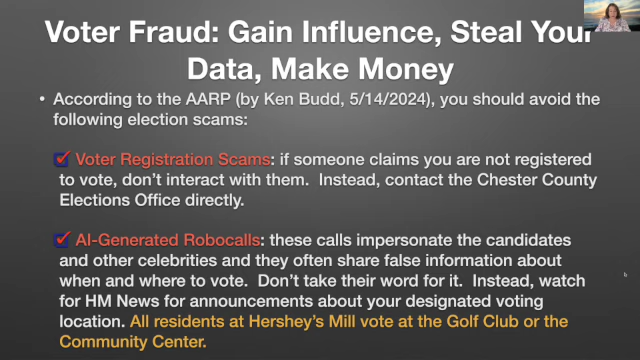 Voter Fraud: Gain Influence, Steal Your
Data, Make Money
• According to the AARP (by Ken Budd, 5/14/2024), you should avoid the
following election scams:
Voter Registration Scams: if someone claims you are not registered
to vote, don't interact with them. Instead, contact the Chester County
Elections Office directly.
AI-Generated Robocalls: these calls impersonate the candidates
and other celebrities and they often share false information about
when and where to vote. Don't take their word for it. Instead, watch
for HM News for announcements about your designated voting
location. All residents at Hershey's Mill vote at the Golf Club or the
Community Center.